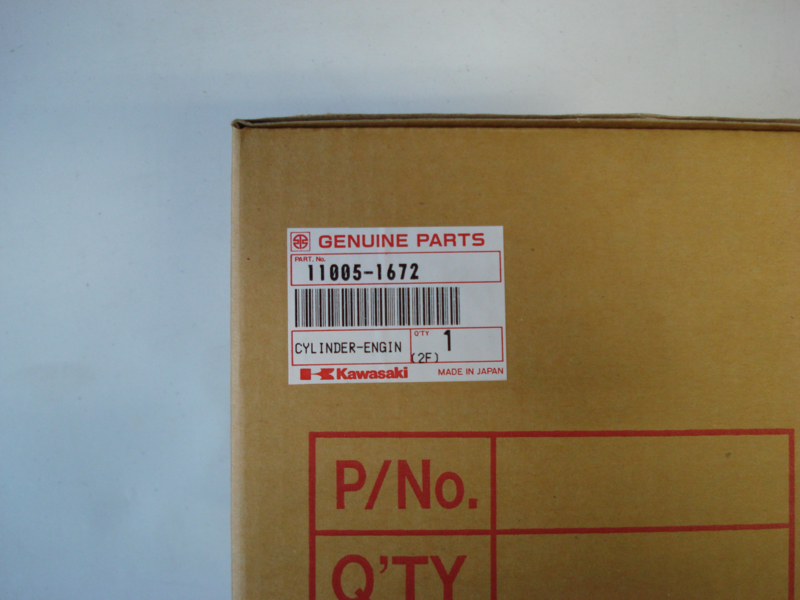 GENUINE PARTS
PART. No.
11005-1672
CYLINDER-ENGIN
Q'TY
1
(2F)
Kawasaki
MADE IN JAPAN
P/No.
Q'TY